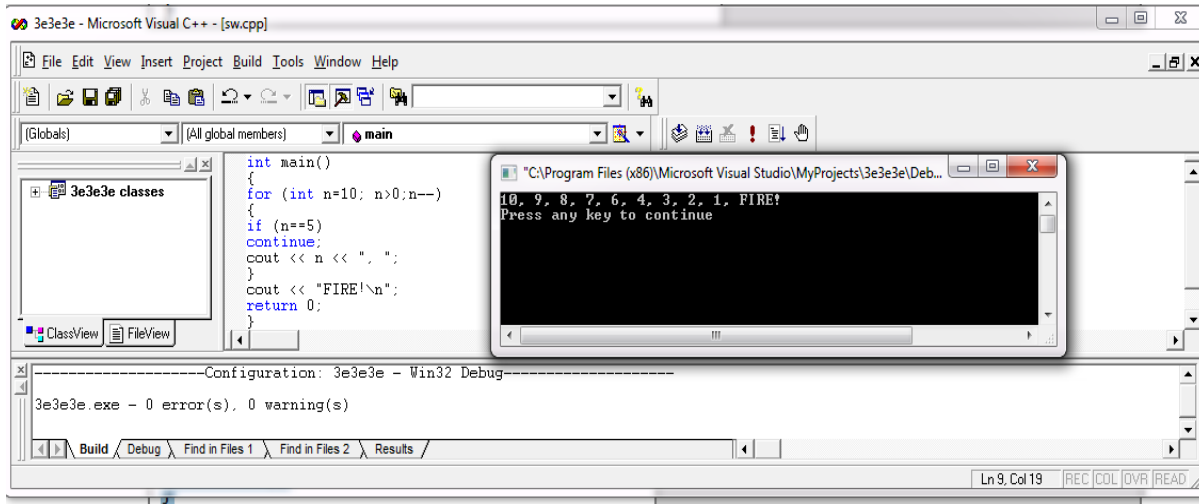 3e3e3e - Microsoft Visual C++ - [sw.cpp]
File Edit View Insert Project Build Tools Window Help
(Globals) (All global members) main
3e3e3e classes
ClassView FileView
int main()
{
for (int n=10; n>0;n--)
{
if (n==5)
continue;
cout << n << ", ";
}
cout << "FIRE!\n";
return 0;
}
"C:\Program Files (x86)\Microsoft Visual Studio\MyProjects\3e3e3e\Deb...
10, 9, 8, 7, 6, 4, 3, 2, 1, FIRE!
Press any key to continue
--------------------Configuration: 3e3e3e - Win32 Debug--------------------
3e3e3e.exe - 0 error(s), 0 warning(s)
Build Debug Find in Files 1 Find in Files 2 Results
Ln 9, Col 19 REC COL OVR READ